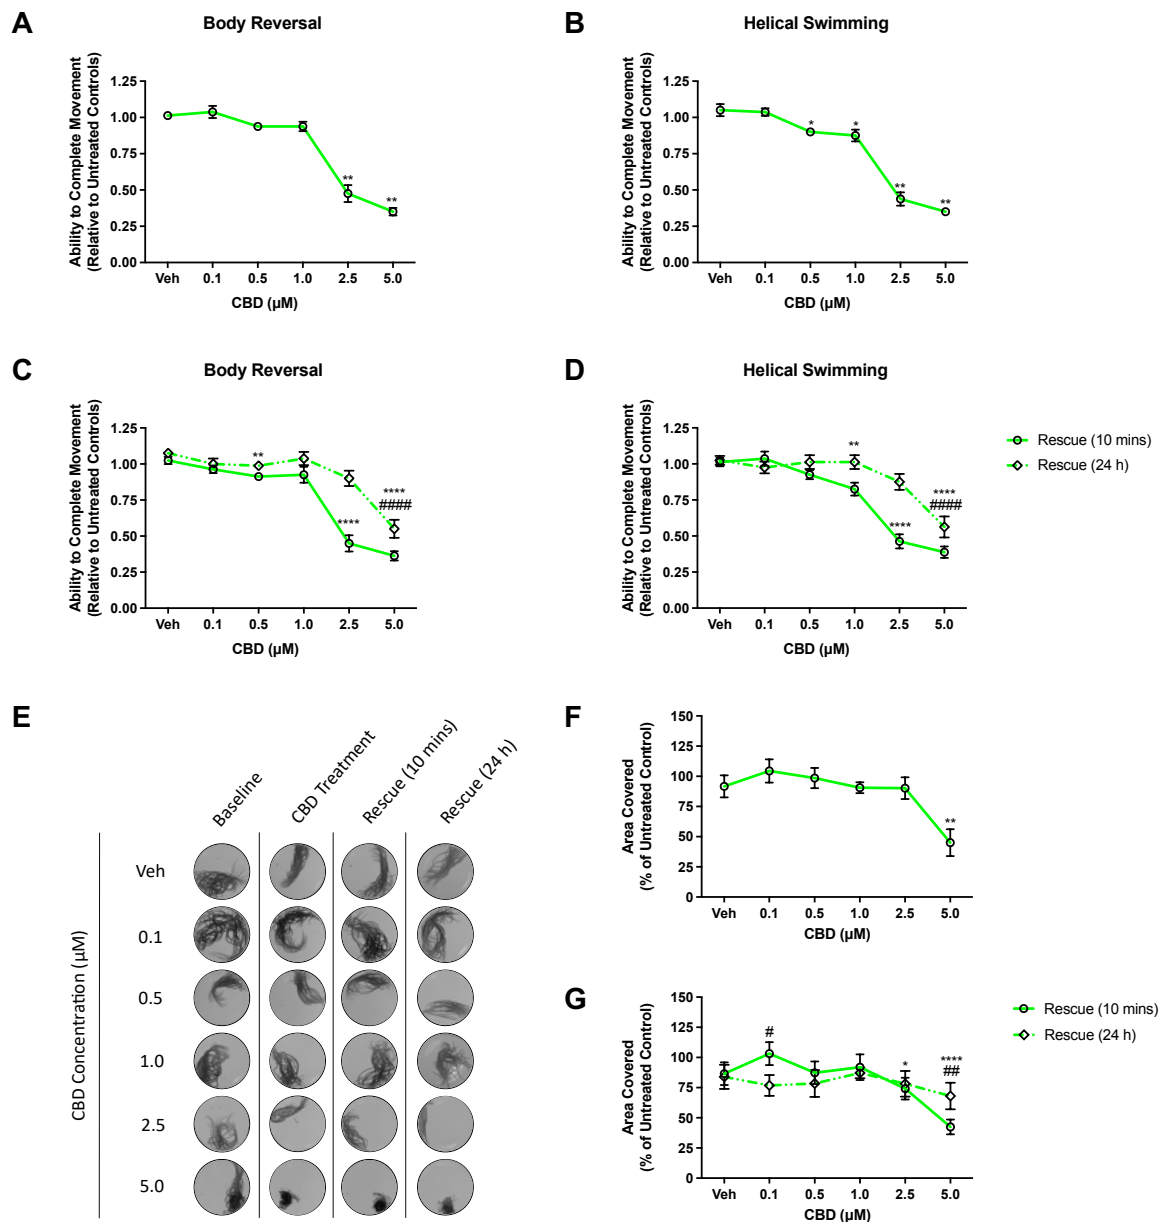 A
Body Reversal
Ability to Complete Movement
(Relative to Untreated Controls)
1.25
1.00
0.75
0.50
0.25
0.00
**
**
Veh 0.1 0.5 1.0 2.5 5.0
CBD (µM)
B
Helical Swimming
Ability to Complete Movement
(Relative to Untreated Controls)
1.25
1.00
0.75
0.50
0.25
0.00
*
*
**
**
Veh 0.1 0.5 1.0 2.5 5.0
CBD (µM)
C
Body Reversal
Ability to Complete Movement
(Relative to Untreated Controls)
1.25
1.00
0.75
0.50
0.25
0.00
**
****
****
####
Veh 0.1 0.5 1.0 2.5 5.0
CBD (µM)
D
Helical Swimming
Ability to Complete Movement
(Relative to Untreated Controls)
1.25
1.00
0.75
0.50
0.25
0.00
**
****
****
####
Veh 0.1 0.5 1.0 2.5 5.0
CBD (µM)
Rescue (10 mins)
Rescue (24 h)
E
Baseline
CBD Treatment
Rescue (10 mins)
Rescue (24 h)
CBD Concentration (µM)
Veh
0.1
0.5
1.0
2.5
5.0
F
Area Covered
(% of Untreated Control)
150
125
100
75
50
25
0
**
Veh 0.1 0.5 1.0 2.5 5.0
CBD (µM)
G
Area Covered
(% of Untreated Control)
150
125
100
75
50
25
0
#
*
****
##
Veh 0.1 0.5 1.0 2.5 5.0
CBD (µM)
Rescue (10 mins)
Rescue (24 h)